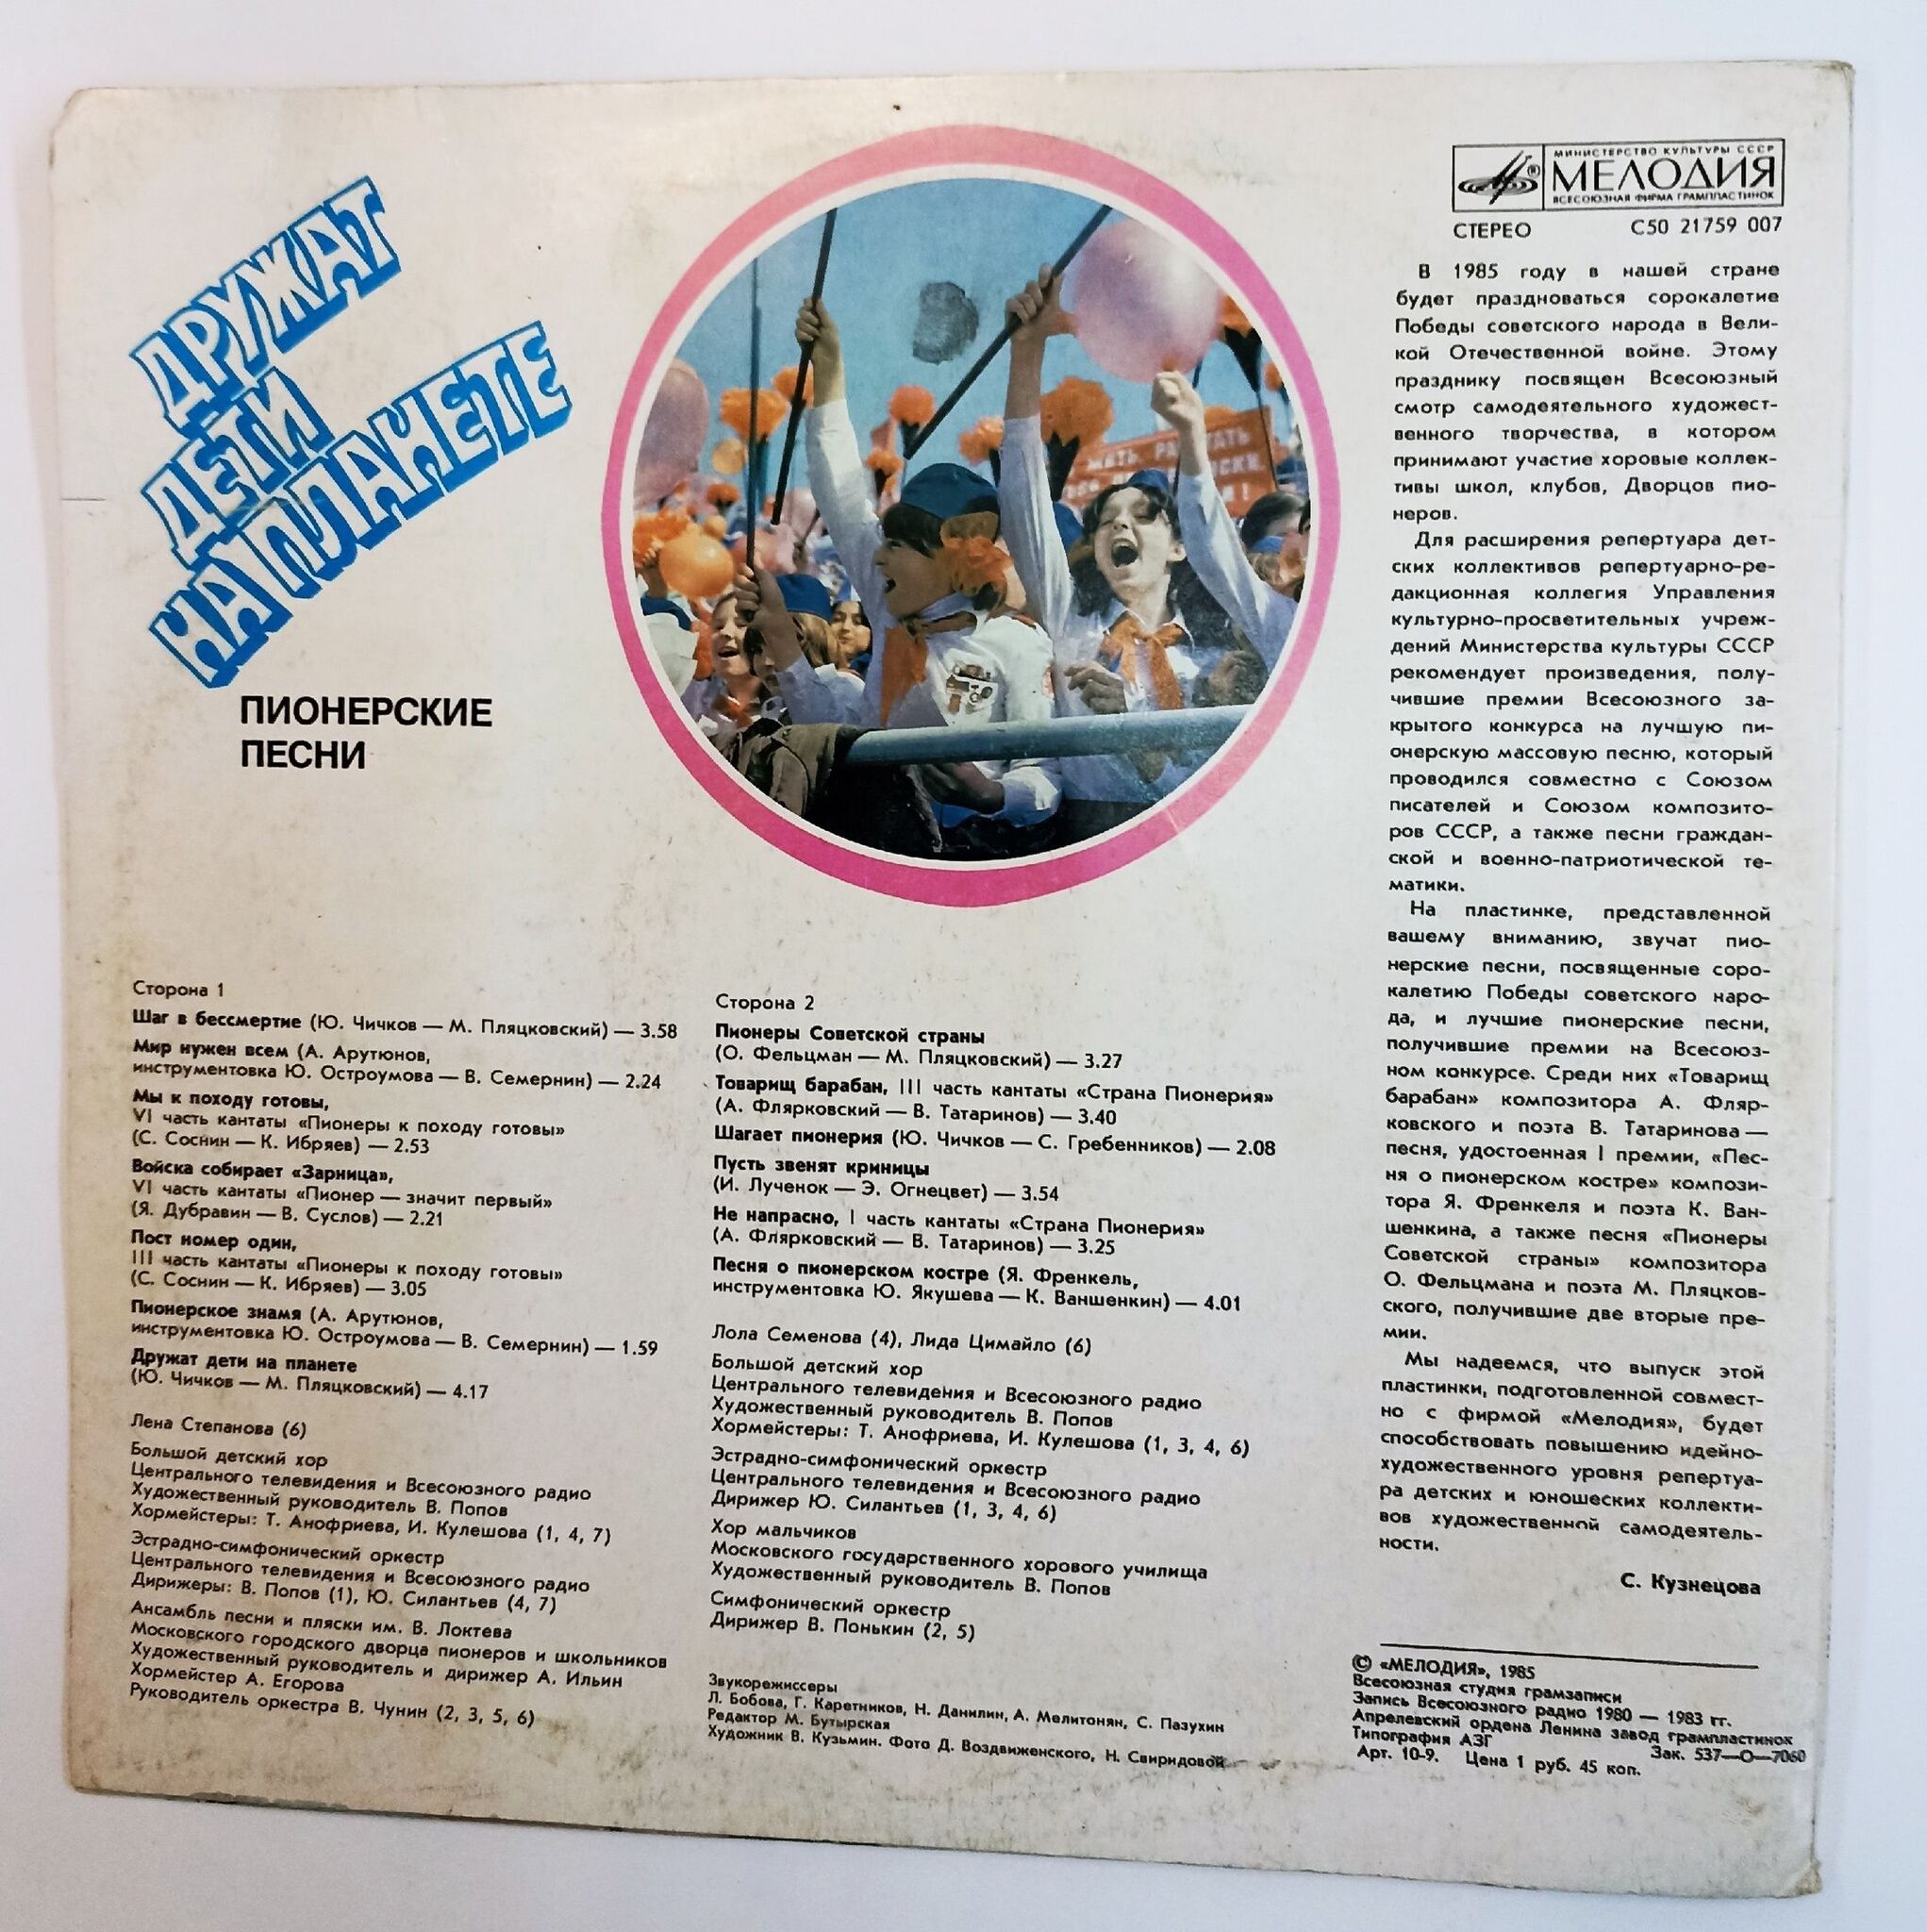 ДРУЖАТ
ДЕТИ
НА ПЛАНЕТЕ
ПИОНЕРСКИЕ
ПЕСНИ
МИНИСТЕРСТВО КУЛЬТУРЫ СССР
МЕЛОДИЯ
ВСЕСОЮЗНАЯ ФИРМА ГРАМПЛАСТИНОК
СТЕРЕО С50 21759 007
В 1985 году в нашей стране
будет праздноваться сорокалетие
Победы советского народа в Вели-
кой Отечественной войне. Этому
празднику посвящен Всесоюзный
смотр самодеятельного художест-
венного творчества, в котором
принимают участие хоровые коллек-
тивы школ, клубов, Дворцов пио-
неров.
Для расширения репертуара дет-
ских коллективов репертуарно-ре-
дакционная коллегия Управления
культурно-просветительных учреж-
дений Министерства культуры СССР
рекомендует произведения, полу-
чившие премии Всесоюзного за-
крытого конкурса на лучшую пи-
онерскую массовую песню, который
проводился совместно с Союзом
писателей и Союзом композито-
ров СССР, а также песни граждан-
ской и военно-патриотической те-
матики.
На пластинке, представленной
вашему вниманию, звучат пио-
нерские песни, посвященные соро-
калетию Победы советского наро-
да, и лучшие пионерские песни,
получившие премии на Всесоюз-
ном конкурсе. Среди них «Товарищ
барабан» композитора А. Фляр-
ковского и поэта В. Татаринова —
песня, удостоенная I премии, «Пес-
ня о пионерском костре» компози-
тора Я. Френкеля и поэта К. Ван-
шенкина, а также песня «Пионеры
Советской страны» композитора
О. Фельцмана и поэта М. Пляцков-
ского, получившие две вторые пре-
мии.
Мы надеемся, что выпуск этой
пластинки, подготовленной совмест-
но с фирмой «Мелодия», будет
способствовать повышению идейно-
художественного уровня репертуа-
ра детских и юношеских коллекти-
вов художественной самодеятель-
ности.
С. Кузнецова
Сторона 1
Шаг в бессмертие (Ю. Чичков — М. Пляцковский) — 3.58
Мир нужен всем (А. Арутюнов,
инструментовка Ю. Остроумова — В. Семернин) — 2.24
Мы к походу готовы,
VI часть кантаты «Пионеры к походу готовы»
(С. Соснин — К. Ибряев) — 2.53
Войска собирает «Зарница»,
VI часть кантаты «Пионер — значит первый»
(Я. Дубравин — В. Суслов) — 2.21
Пост номер один,
III часть кантаты «Пионеры к походу готовы»
(С. Соснин — К. Ибряев) — 3.05
Пионерское знамя (А. Арутюнов,
инструментовка Ю. Остроумова — В. Семернин) — 1.59
Дружат дети на планете
(Ю. Чичков — М. Пляцковский) — 4.17
Лена Степанова (6)
Большой детский хор
Центрального телевидения и Всесоюзного радио
Художественный руководитель В. Попов
Хормейстеры: Т. Анофриева, И. Кулешова (1, 4, 7)
Эстрадно-симфонический оркестр
Центрального телевидения и Всесоюзного радио
Дирижеры: В. Попов (1), Ю. Силантьев (4, 7)
Ансамбль песни и пляски им. В. Локтева
Московского городского дворца пионеров и школьников
Художественный руководитель и дирижер А. Ильин
Хормейстер А. Егорова
Руководитель оркестра В. Чунин (2, 3, 5, 6)
Сторона 2
Пионеры Советской страны
(О. Фельцман — М. Пляцковский) — 3.27
Товарищ барабан, III часть кантаты «Страна Пионерия»
(А. Флярковский — В. Татаринов) — 3.40
Шагает пионерия (Ю. Чичков — С. Гребенников) — 2.08
Пусть звенят криницы
(И. Лученок — Э. Огнецвет) — 3.54
Не напрасно, I часть кантаты «Страна Пионерия»
(А. Флярковский — В. Татаринов) — 3.25
Песня о пионерском костре (Я. Френкель,
инструментовка Ю. Якушева — К. Ваншенкин) — 4.01
Лола Семенова (4), Лида Цимайло (6)
Большой детский хор
Центрального телевидения и Всесоюзного радио
Художественный руководитель В. Попов
Хормейстеры: Т. Анофриева, И. Кулешова (1, 3, 4, 6)
Эстрадно-симфонический оркестр
Центрального телевидения и Всесоюзного радио
Дирижер Ю. Силантьев (1, 3, 4, 6)
Хор мальчиков
Московского государственного хорового училища
Художественный руководитель В. Попов
Симфонический оркестр
Дирижер В. Понькин (2, 5)
Звукорежиссеры
Л. Бобова, Г. Каретников, Н. Данилин, А. Мелитонян, С. Пазухин
Редактор М. Бутырская
Художник В. Кузьмин. Фото Д. Воздвиженского, Н. Свиридовой
© «МЕЛОДИЯ», 1985
Всесоюзная студия грамзаписи
Запись Всесоюзного радио 1980 — 1983 гг.
Апрелевский ордена Ленина завод грампластинок
Типография АЗГ Зак. 537—О—7060
Арт. 10-9. Цена 1 руб. 45 коп.